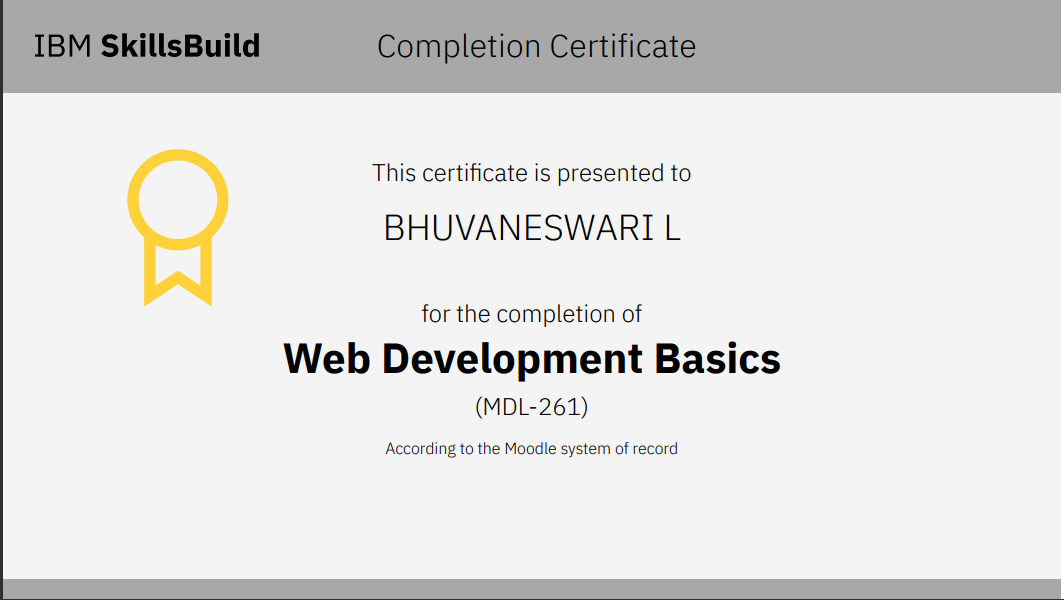 IBM SkillsBuild
Completion Certificate
This certificate is presented to
BHUVANESWARI L
for the completion of
Web Development Basics
(MDL-261)
According to the Moodle system of record